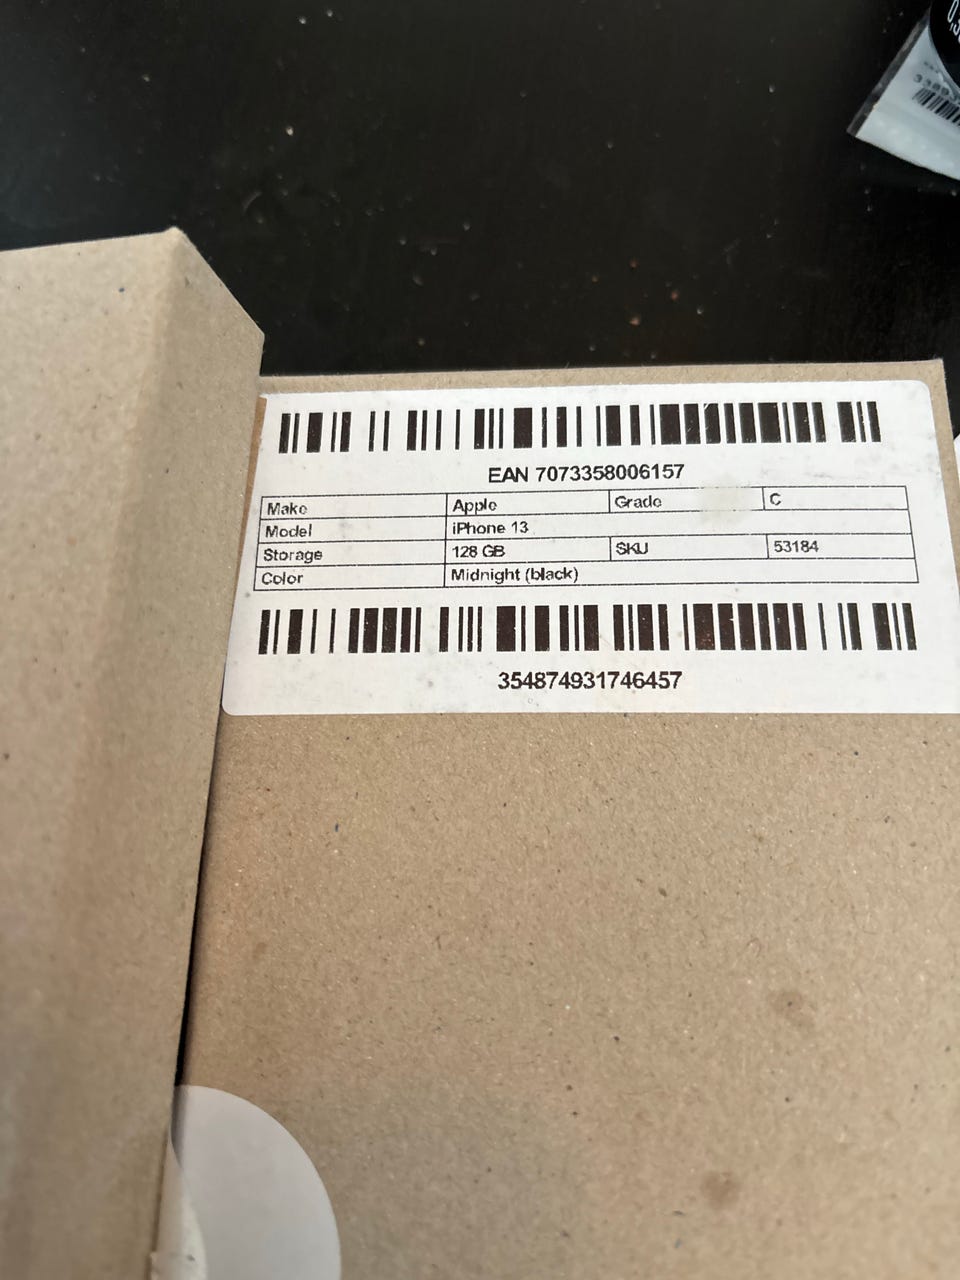 EAN 7073358006157
Make Apple Grade C
Model iPhone 13
Storage 128 GB SKU 53184
Color Midnight (black)
354874931746457